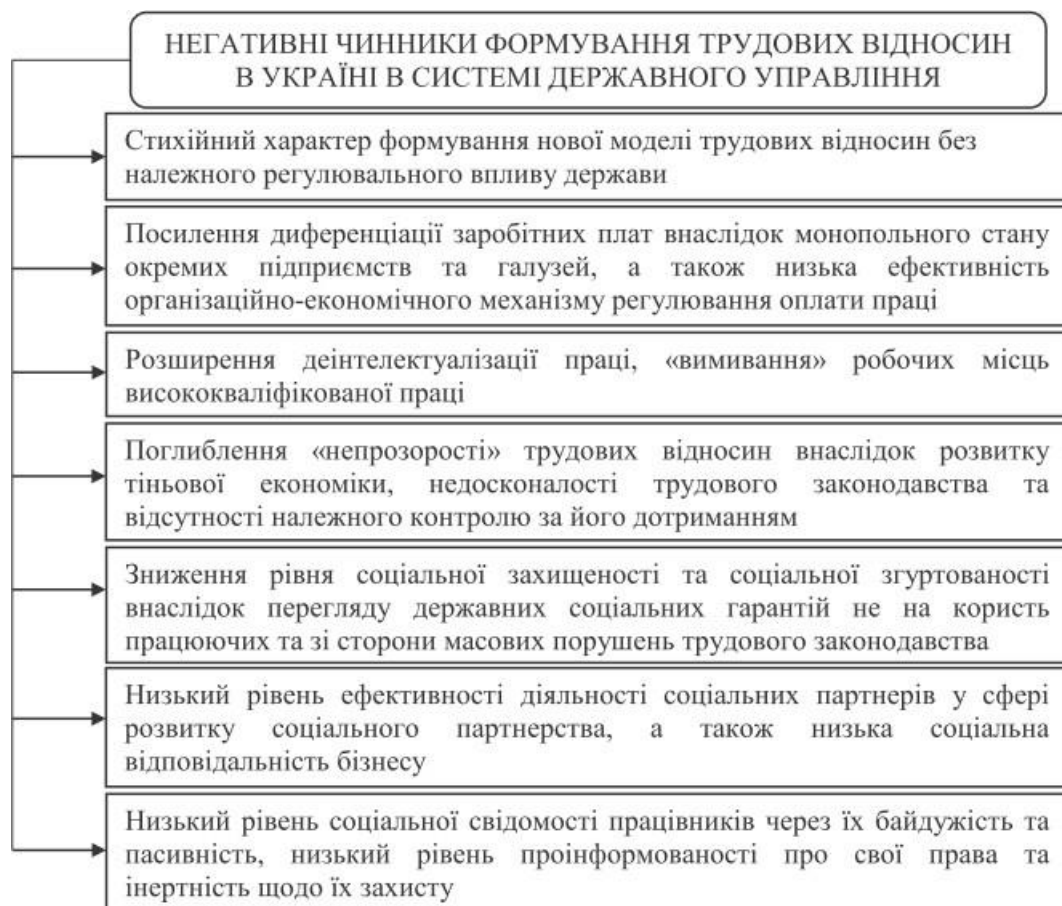 НЕГАТИВНІ ЧИННИКИ ФОРМУВАННЯ ТРУДОВИХ ВІДНОСИН
В УКРАЇНІ В СИСТЕМІ ДЕРЖАВНОГО УПРАВЛІННЯ
Стихійний характер формування нової моделі трудових відносин без
належного регулювального впливу держави
Посилення диференціації заробітних плат внаслідок монопольного стану
окремих підприємств та галузей, а також низька ефективність
організаційно-економічного механізму регулювання оплати праці
Розширення деінтелектуалізації праці, «вимивання» робочих місць
висококваліфікованої праці
Поглиблення «непрозорості» трудових відносин внаслідок розвитку
тіньової економіки, недосконалості трудового законодавства та
відсутності належного контролю за його дотриманням
Зниження рівня соціальної захищеності та соціальної згуртованості
внаслідок перегляду державних соціальних гарантій не на користь
працюючих та зі сторони масових порушень трудового законодавства
Низький рівень ефективності діяльності соціальних партнерів у сфері
розвитку соціального партнерства, а також низька соціальна
відповідальність бізнесу
Низький рівень соціальної свідомості працівників через їх байдужість та
пасивність, низький рівень проінформованості про свої права та
інертність щодо їх захисту